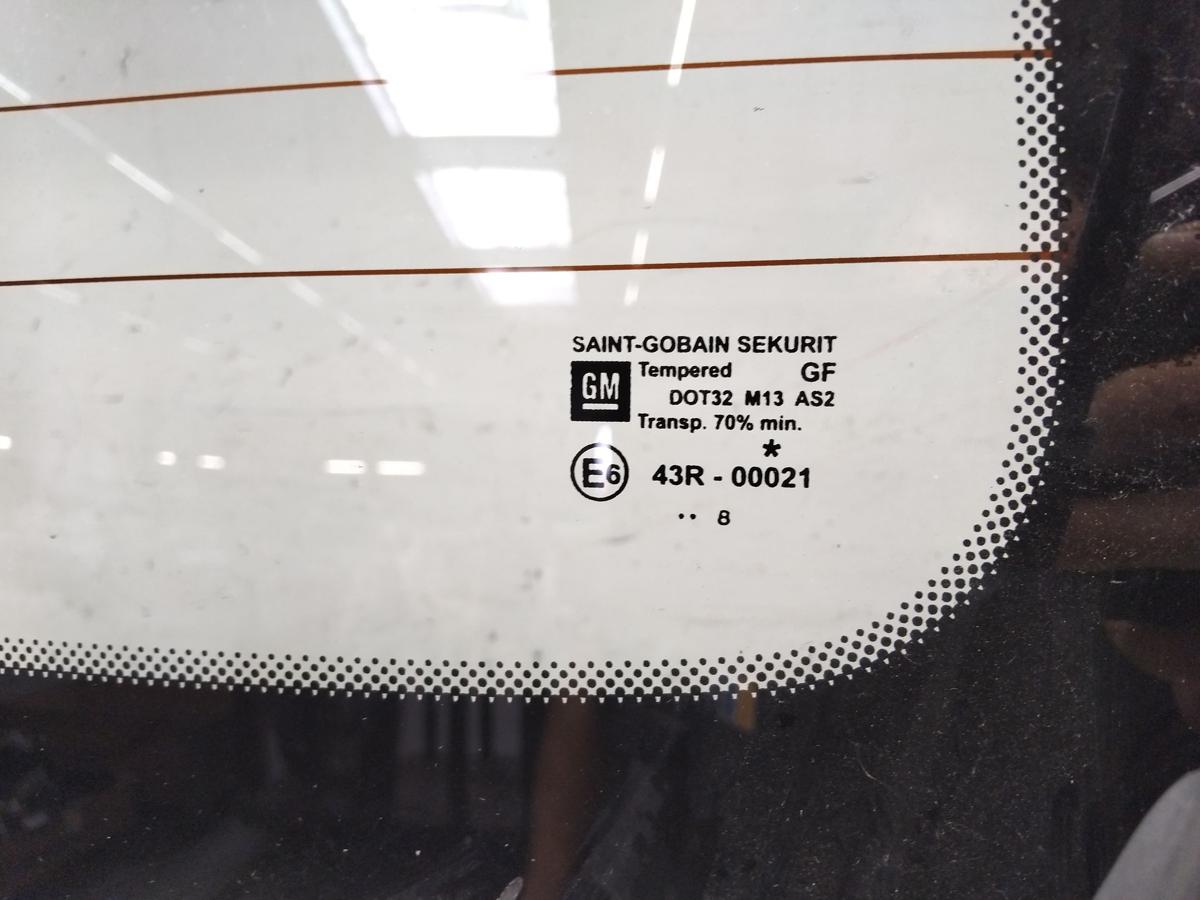 SAINT-GOBAIN SEKURIT
GM Tempered GF
DOT32 M13 AS2
Transp. 70% min.
*
E6 43R - 00021
.. 8